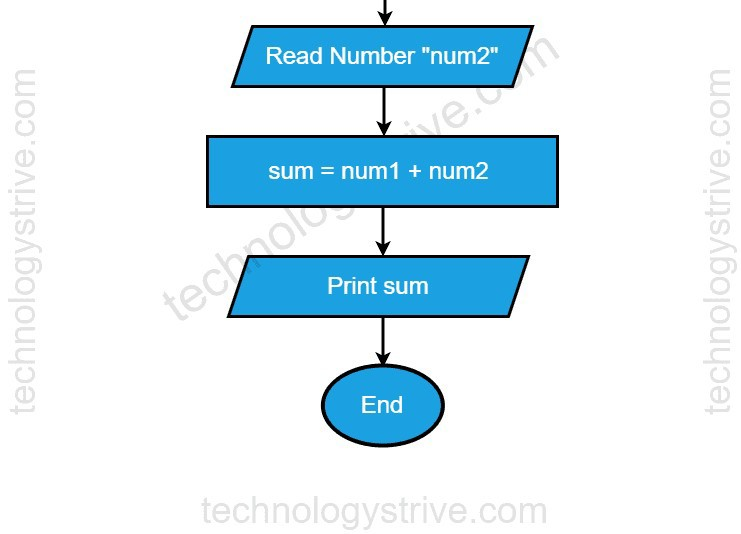 Read Number "num2"
sum = num1 + num2
Print sum
End
technologystrive.com
technologystrive.com
technologystrive.com
technologystrive.com